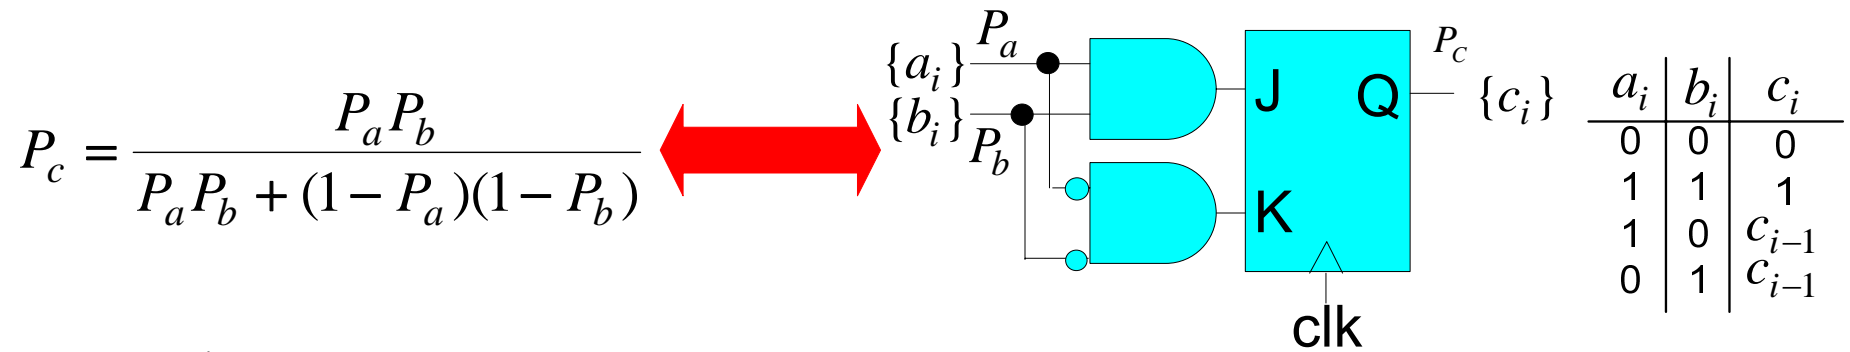 P_c = \frac{P_a P_b}{P_a P_b + (1 - P_a)(1 - P_b)}
P_a
{a_i}
{b_i}
P_b
J
Q
K
clk
P_C
{c_i}
a_i b_i c_i
0 0 0
1 1 1
1 0 c_{i-1}
0 1 c_{i-1}